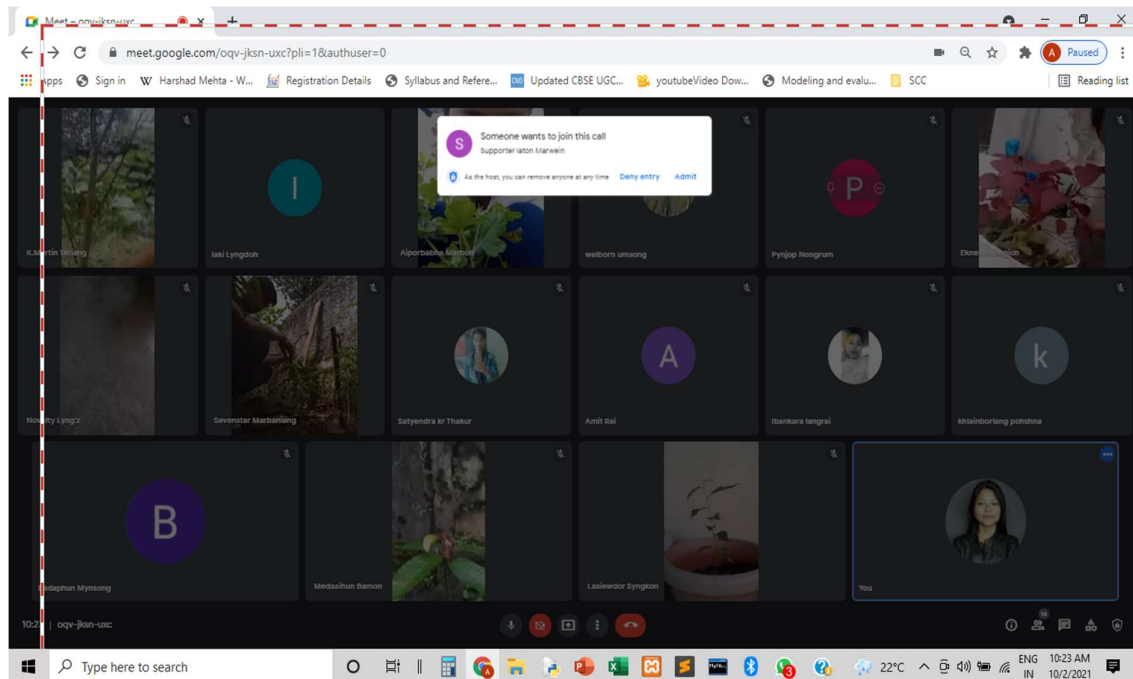 Meet – oqv-jksn-uxc
meet.google.com/oqv-jksn-uxc?pli=1&authuser=0
A Paused
Apps Sign in W Harshad Mehta - W... Registration Details Syllabus and Refere... Updated CBSE UGC... youtubeVideo Dow... Modeling and evalu... SCC Reading list
S
Someone wants to join this call
Supporter Iaton Marwein
As the host, you can remove anyone at any time Deny entry Admit
I
P
Iaki Lyngdoh
Aiporbabha
welborn umsong
Pynjop Nongrum
A
k
Sevenstar Marbaniang
Satyendra kr Thakur
Amit Rai
Ibankara langrai
khlainborlang pohshna
B
Mynsong
Medaaihun Bamon
Lasiewdor Syngkon
You
oqv-jksn-uxc
Type here to search
22°C
ENG 10:23 AM
IN 10/2/2021